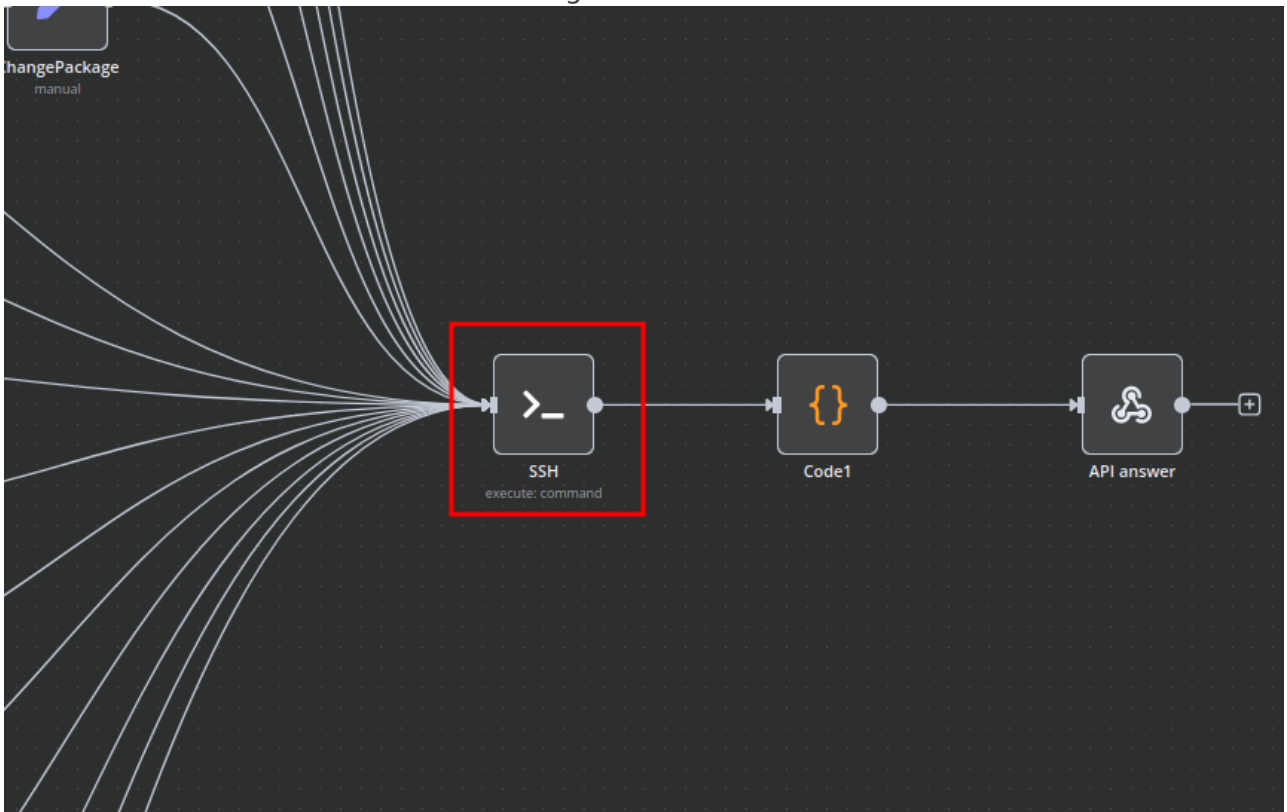 hangePackage
manual
SSH
execute: command
Code1
API answer